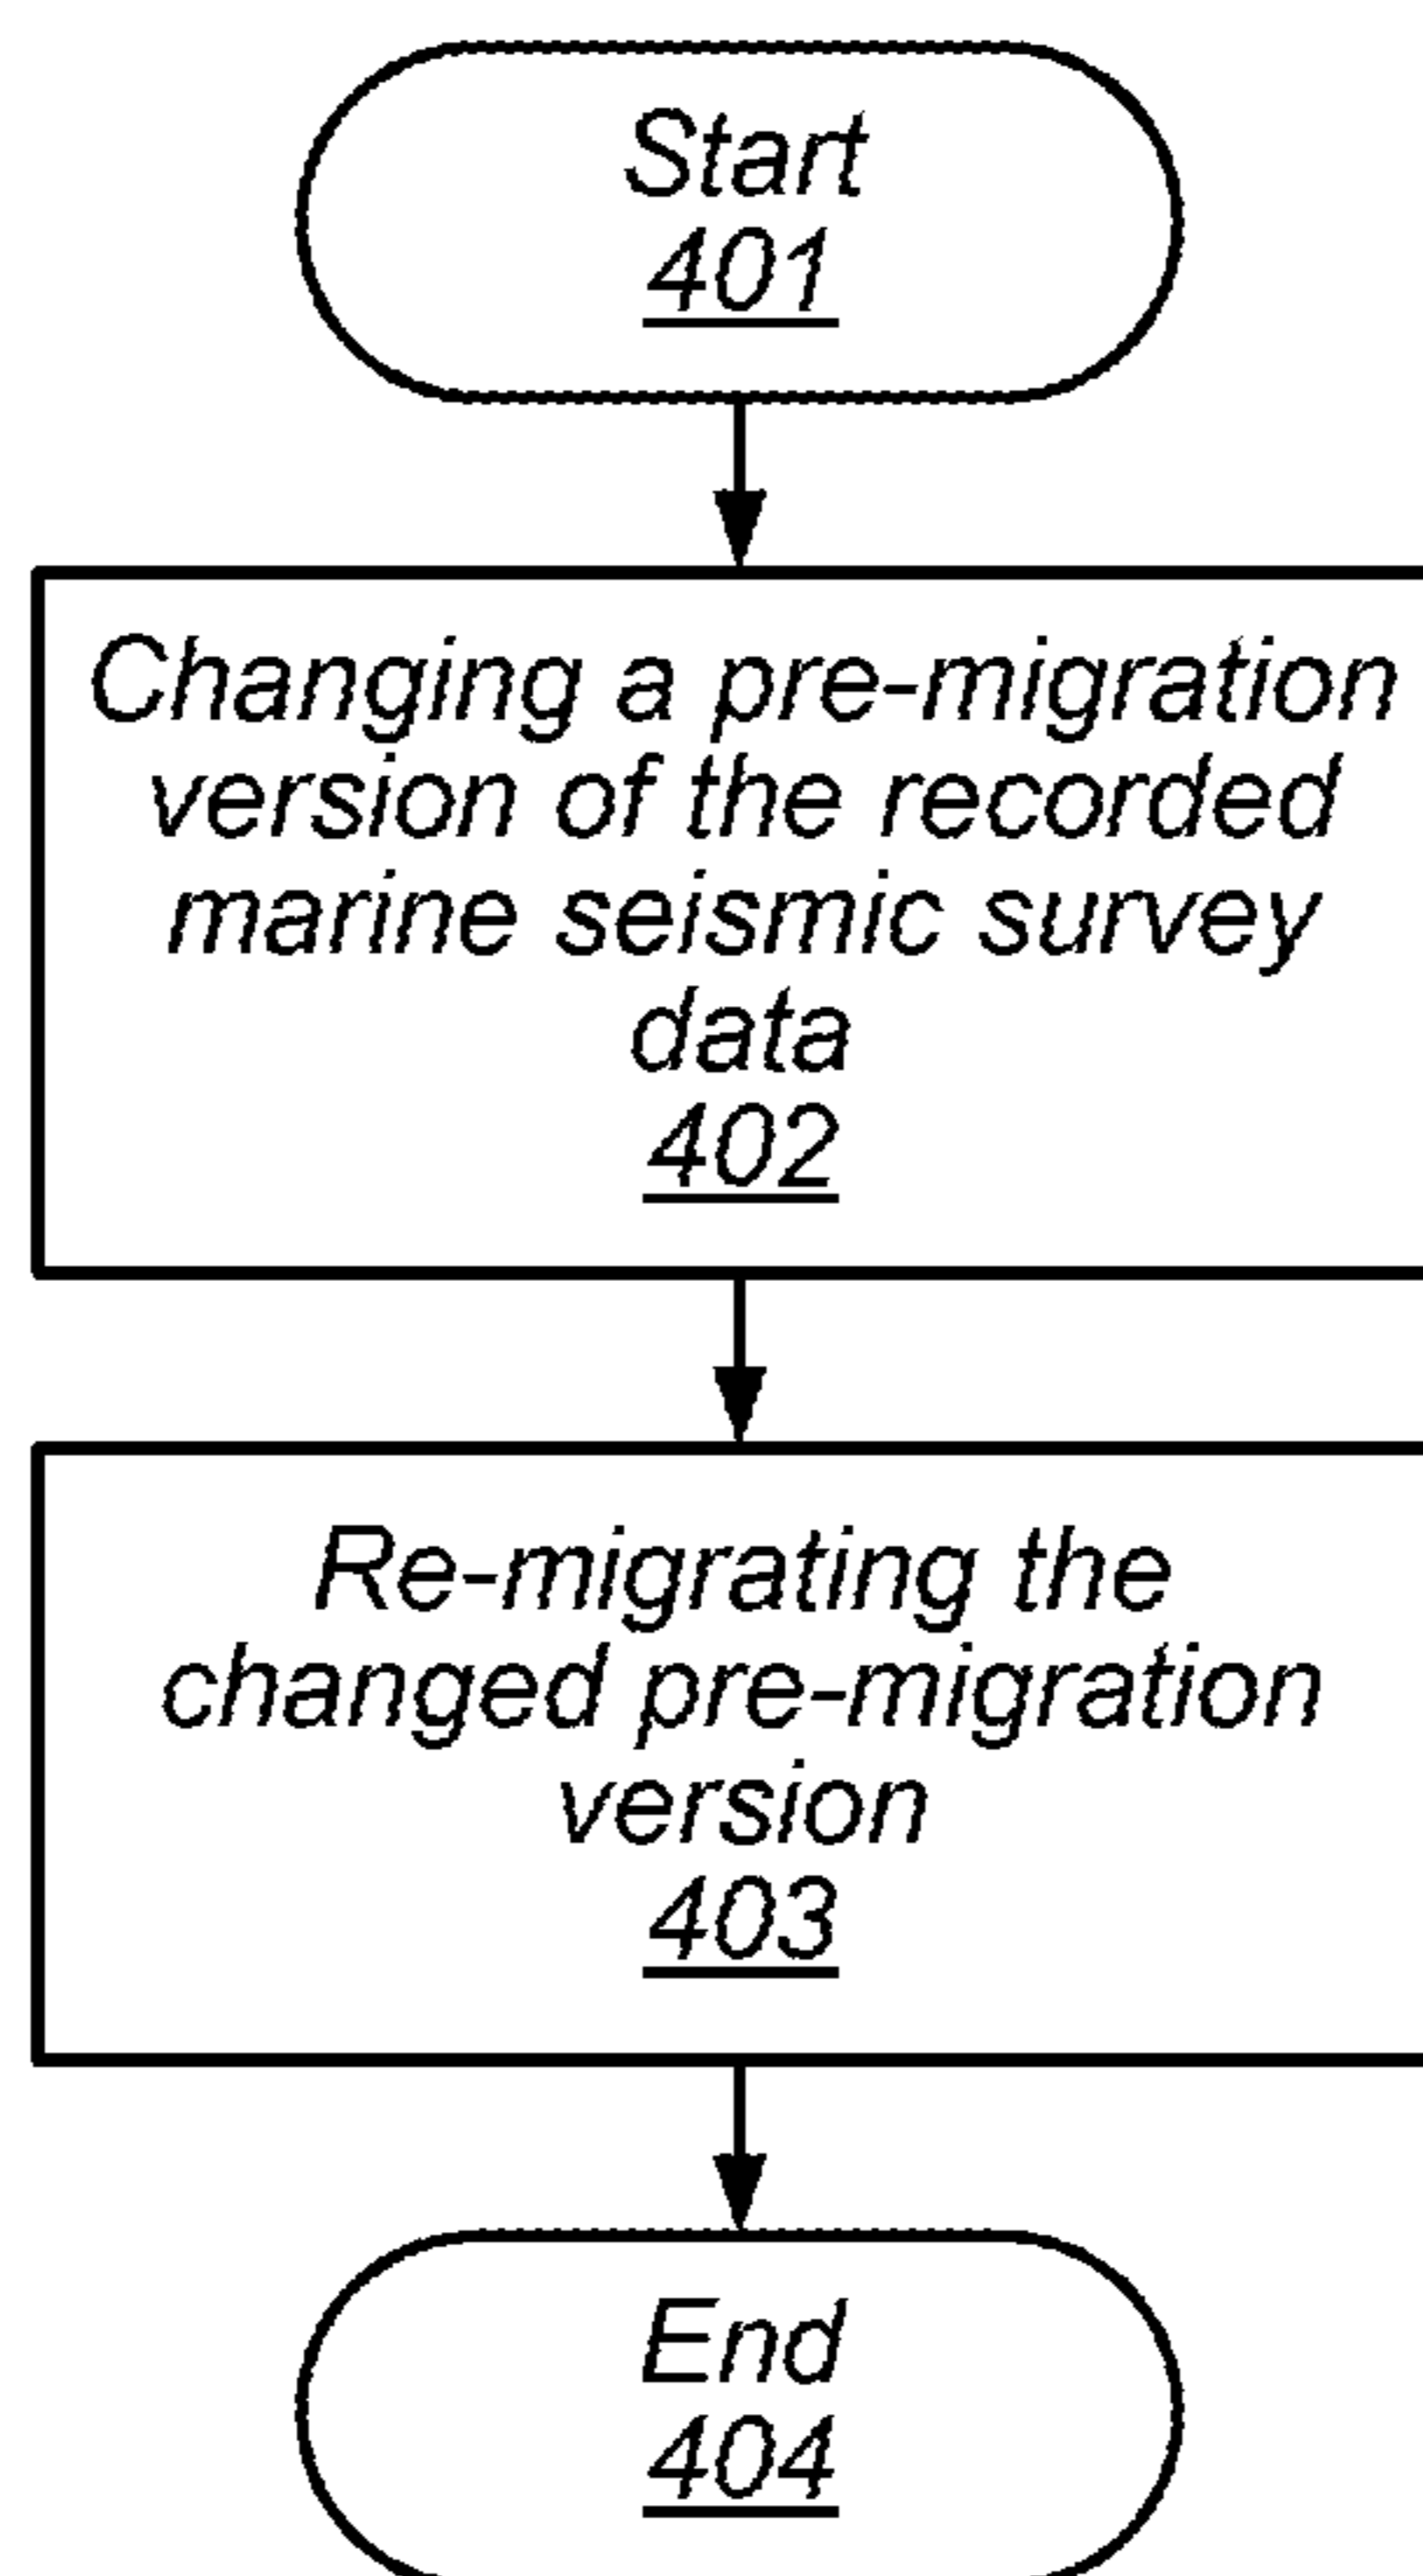 Start
401
Changing a pre-migration
version of the recorded
marine seismic survey
data
402
Re-migrating the
changed pre-migration
version
403
End
404